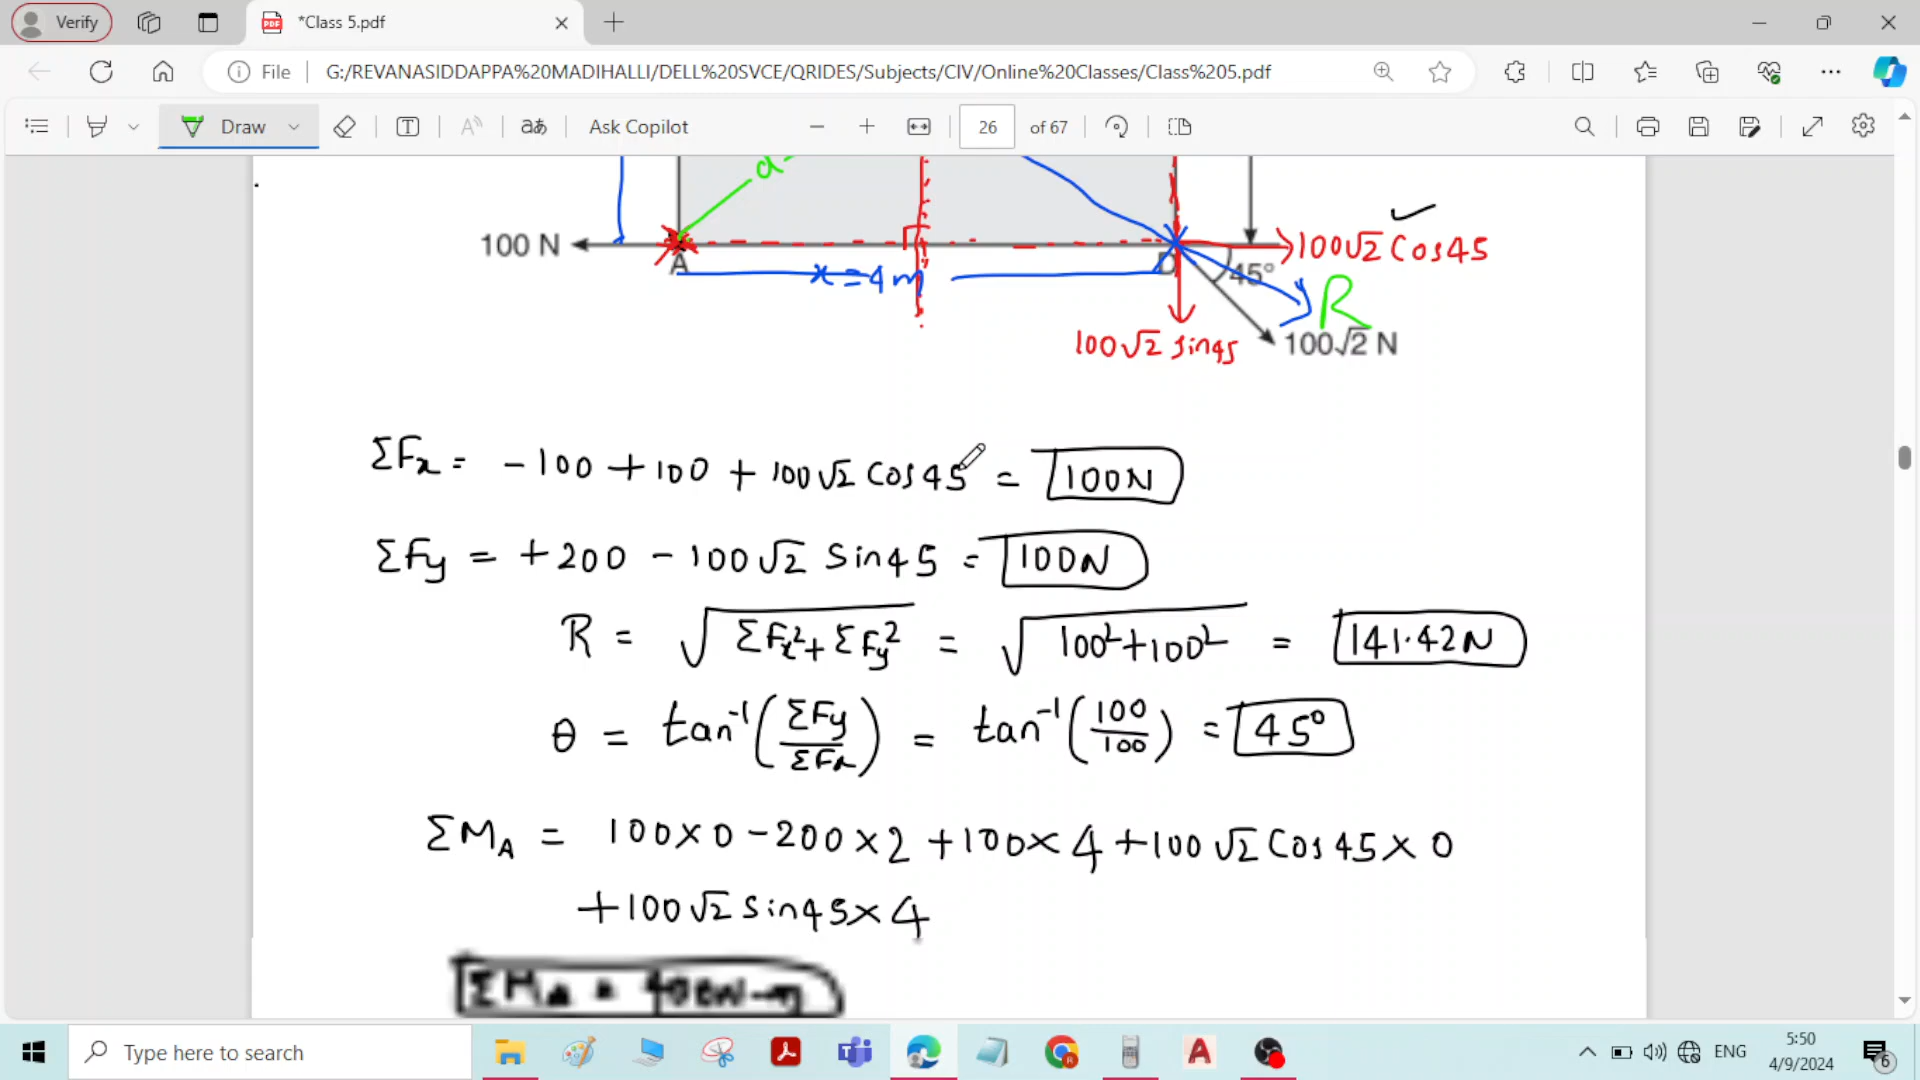 Verify
*Class 5.pdf
File
G:/REVANASIDDAPPA%20MADIHALLI/DELL%20SVCE/QRIDES/Subjects/CIV/Online%20Classes/Class%205.pdf
Draw
Ask Copilot
26 of 67
d
100 N
A
x = 4 m
D
45°
100√2 Cos45
R
100√2 sin45
100√2 N
ΣFx = -100 + 100 + 100√2 Cos45 = 100N
ΣFy = +200 - 100√2 Sin45 = 100N
R = √ΣFx²+ΣFy² = √100²+100² = 141.42N
θ = tan⁻¹(ΣFy/ΣFx) = tan⁻¹(100/100) = 45°
ΣMA = 100×0 - 200×2 + 100×4 + 100√2 Cos45×0
+100√2 sin45×4
ΣMA = 400N-m
Type here to search
ENG
5:50
4/9/2024
6